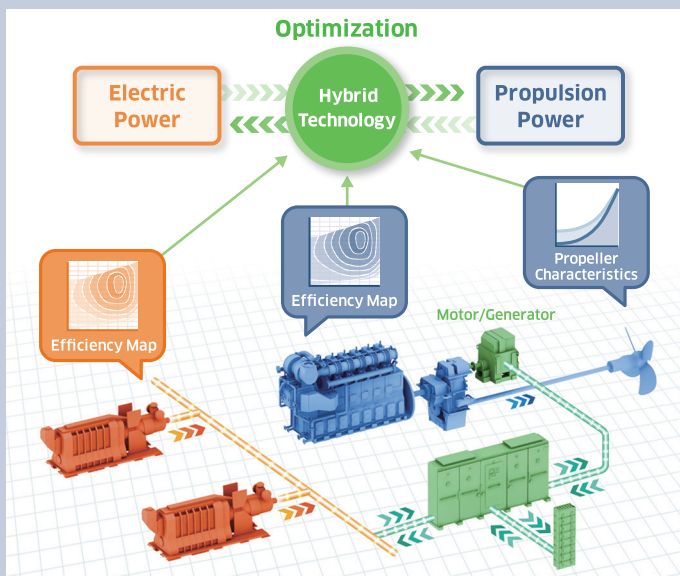 Optimization
Electric
Power
Hybrid
Technology
Propulsion
Power
Efficiency Map
Efficiency Map
Propeller
Characteristics
Motor/Generator